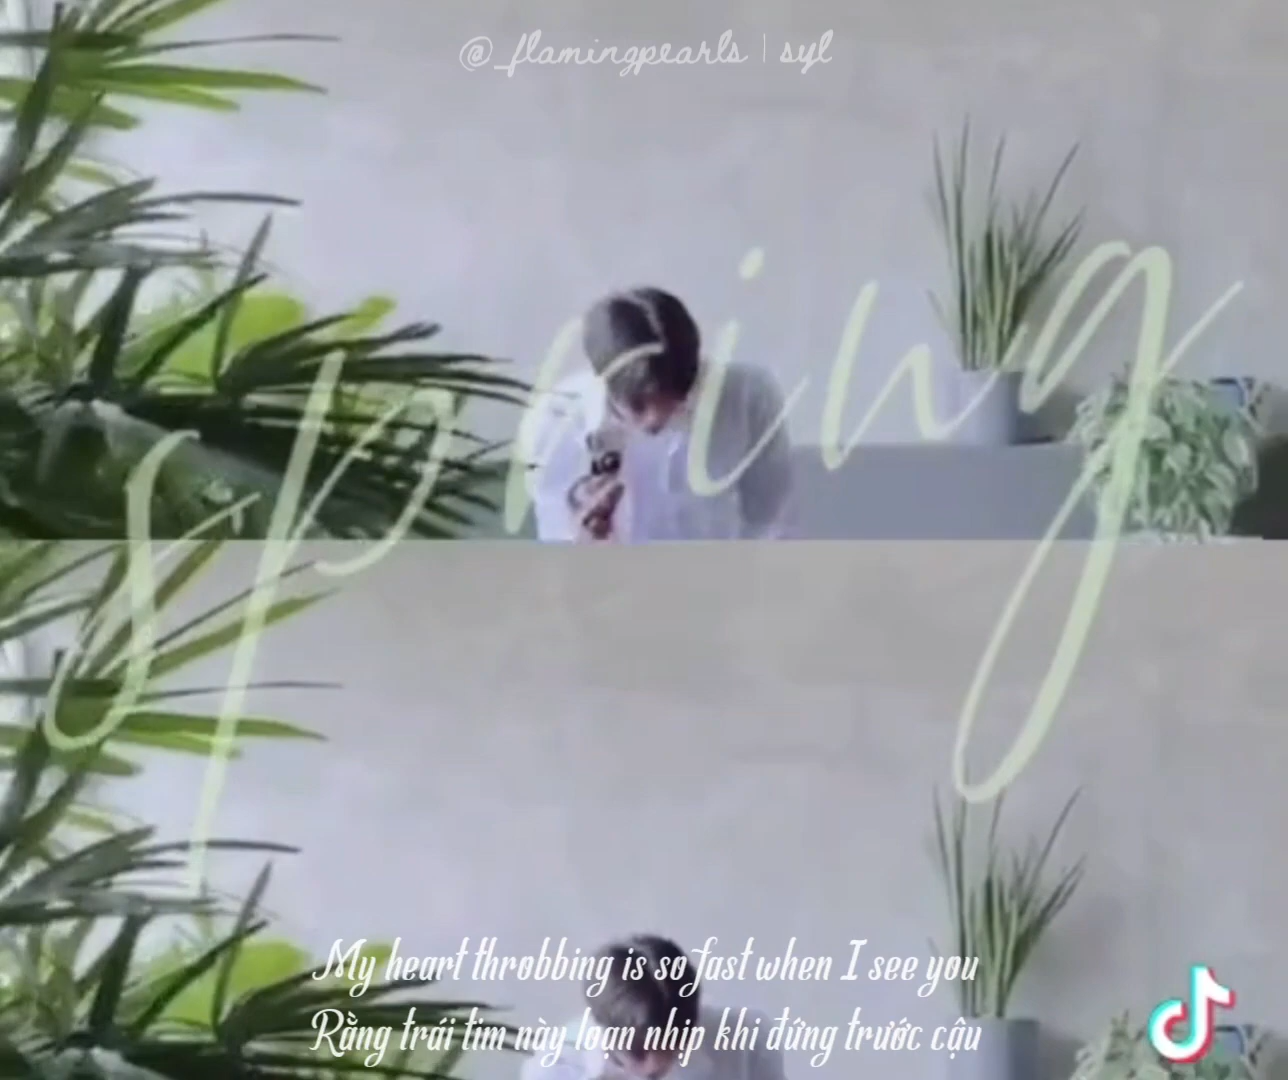 @_flamingpearls | syl
spring
My heart throbbing is so fast when I see you
Rằng trái tim này loạn nhịp khi đứng trước cậu